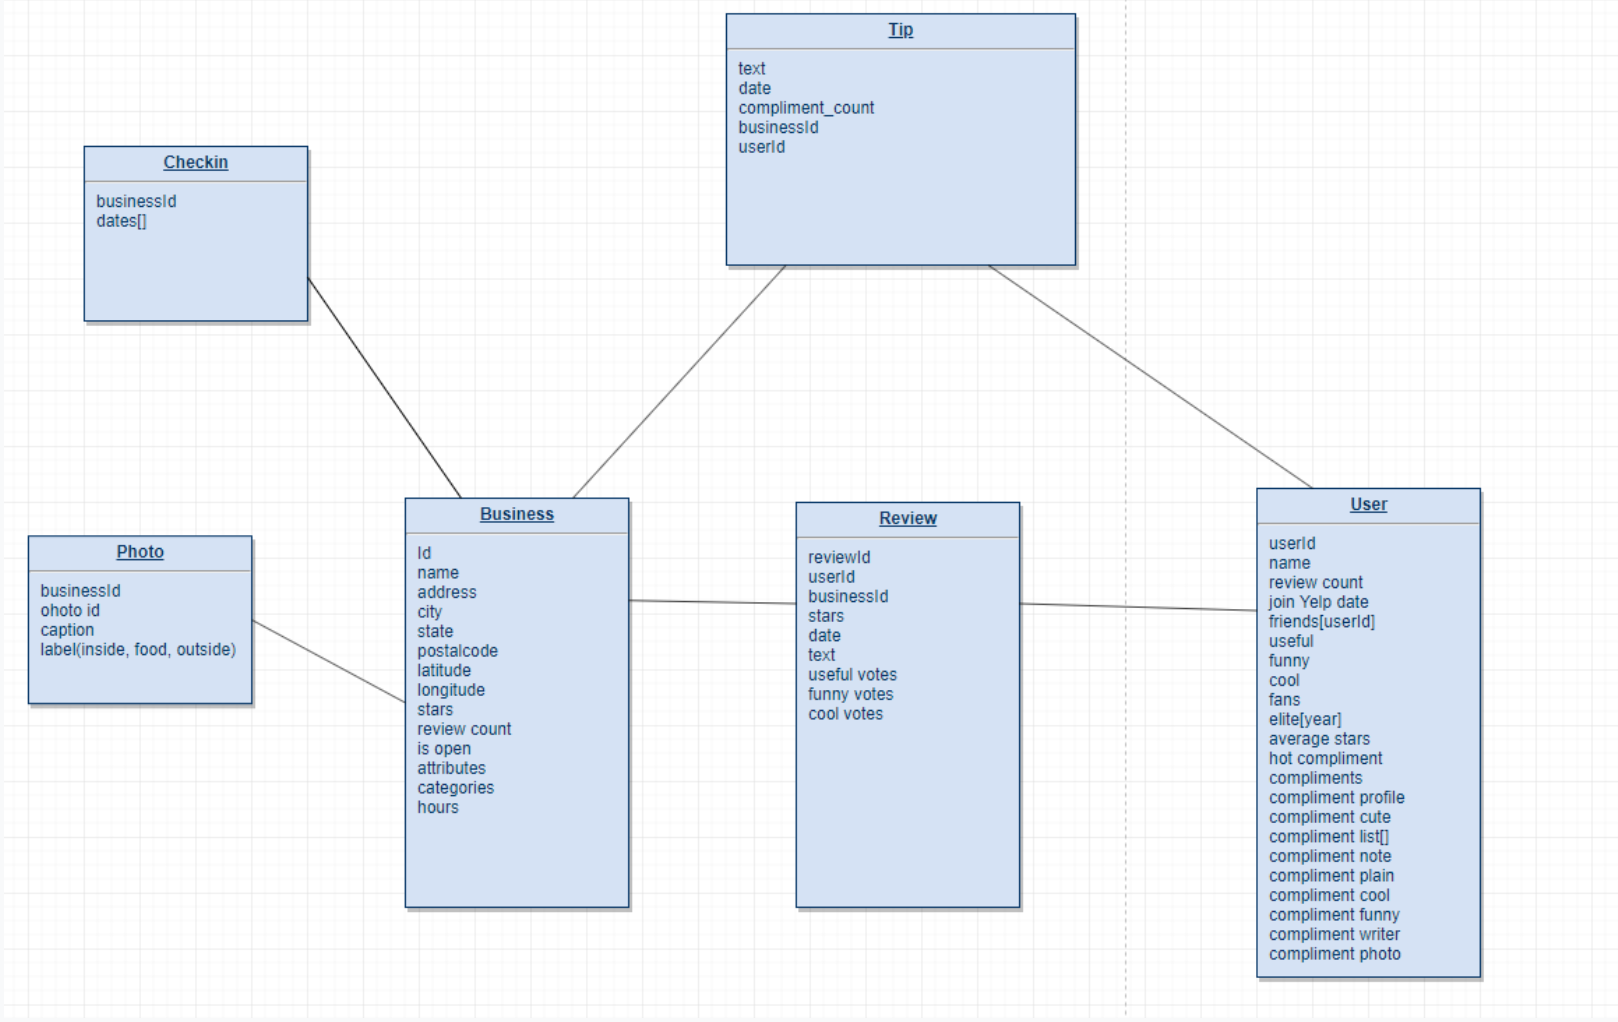 Tip
text
date
compliment_count
businessId
userId
Checkin
businessId
dates[]
Photo
businessId
ohoto id
caption
label(inside, food, outside)
Business
Id
name
address
city
state
postalcode
latitude
longitude
stars
review count
is open
attributes
categories
hours
Review
reviewId
userId
businessId
stars
date
text
useful votes
funny votes
cool votes
User
userId
name
review count
join Yelp date
friends[userId]
useful
funny
cool
fans
elite[year]
average stars
hot compliment
compliments
compliment profile
compliment cute
compliment list[]
compliment note
compliment plain
compliment cool
compliment funny
compliment writer
compliment photo